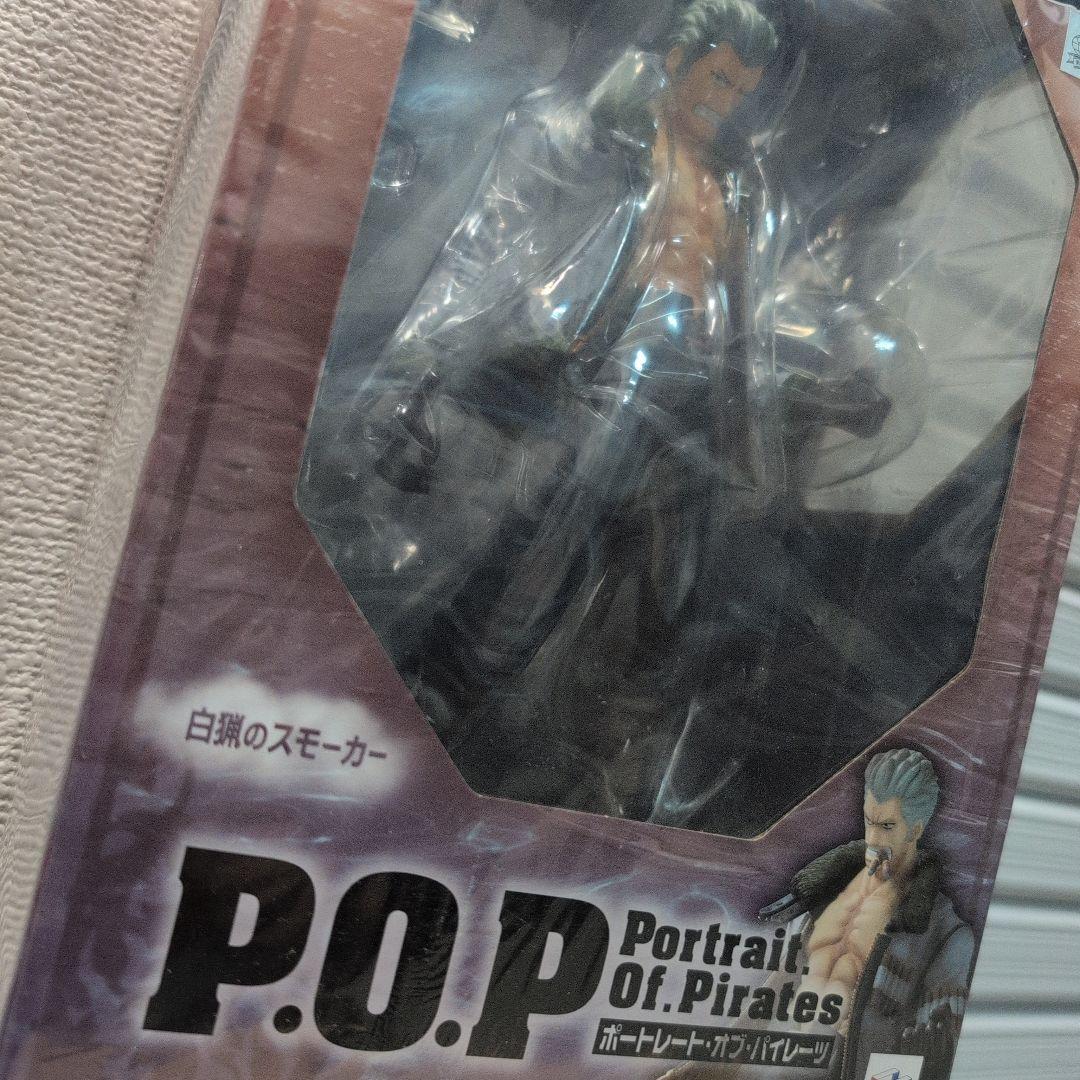 白猟のスモーカー
P.O.P
Portrait.
Of.Pirates
ポートレート・オブ・パイレーツ